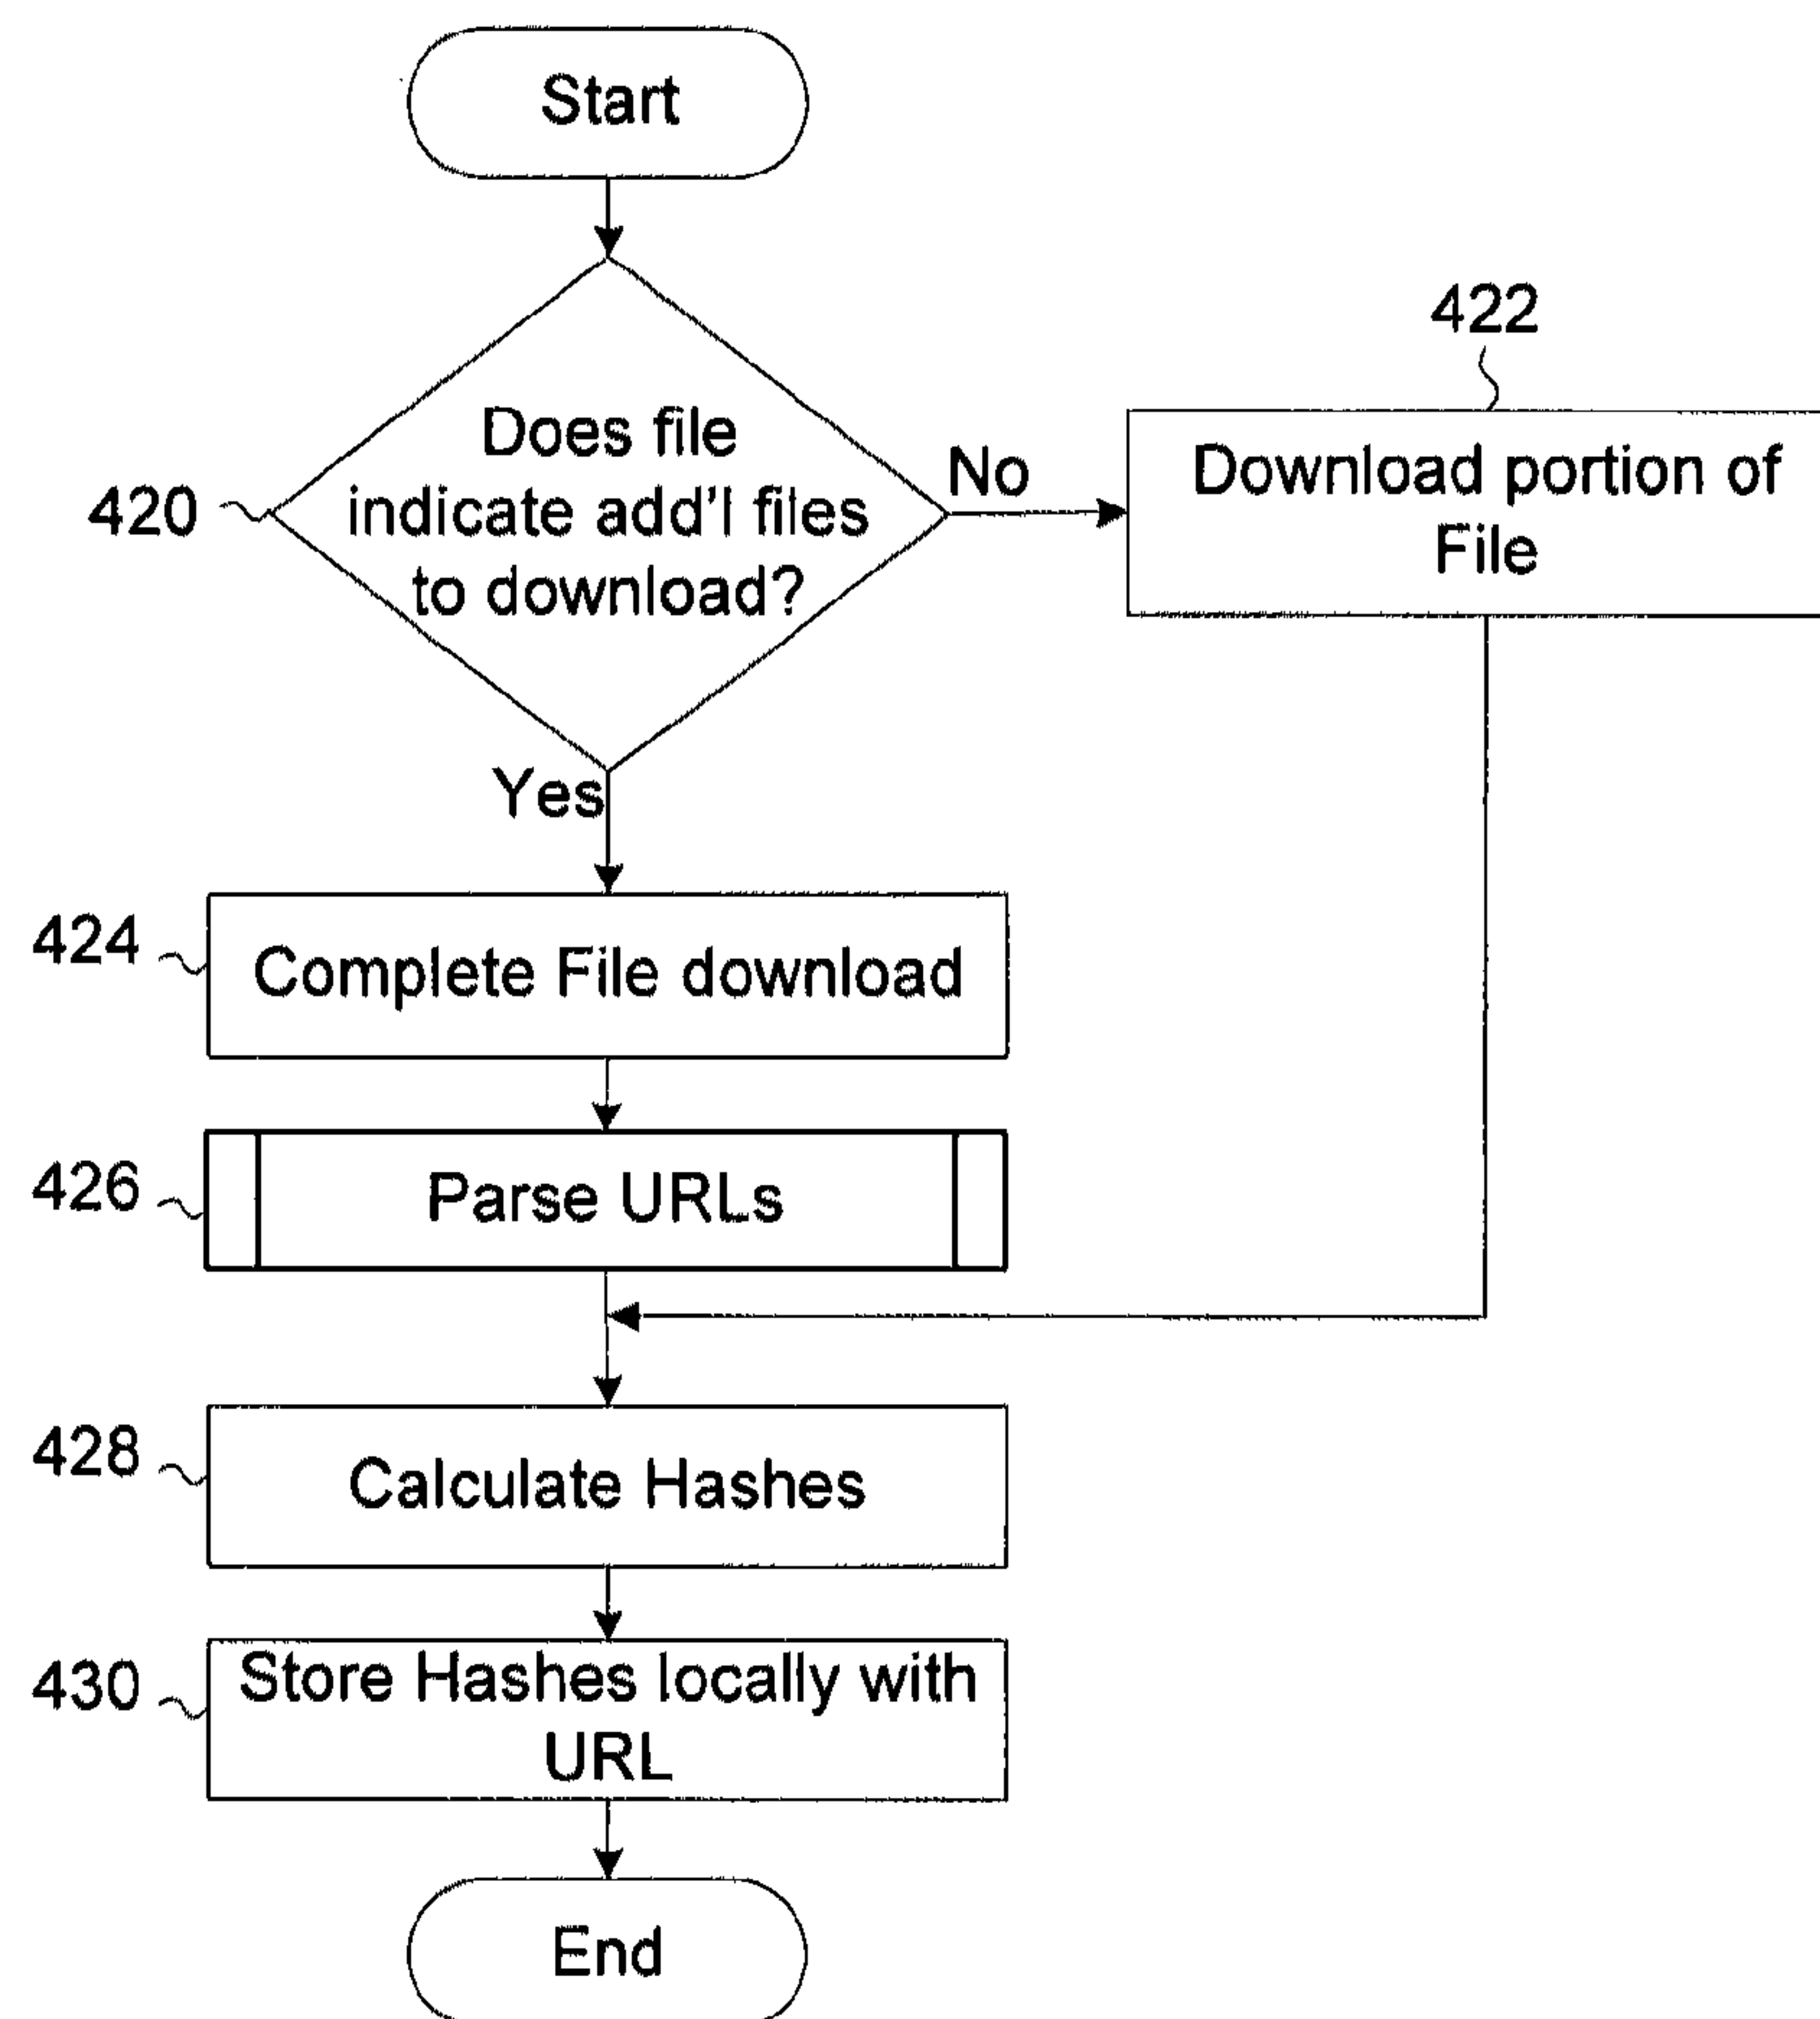 Start
422
Does file
indicate add'l files
to download?
420
No
Download portion of
File
Yes
424
Complete File download
426
Parse URLs
428
Calculate Hashes
430
Store Hashes locally with
URL
End